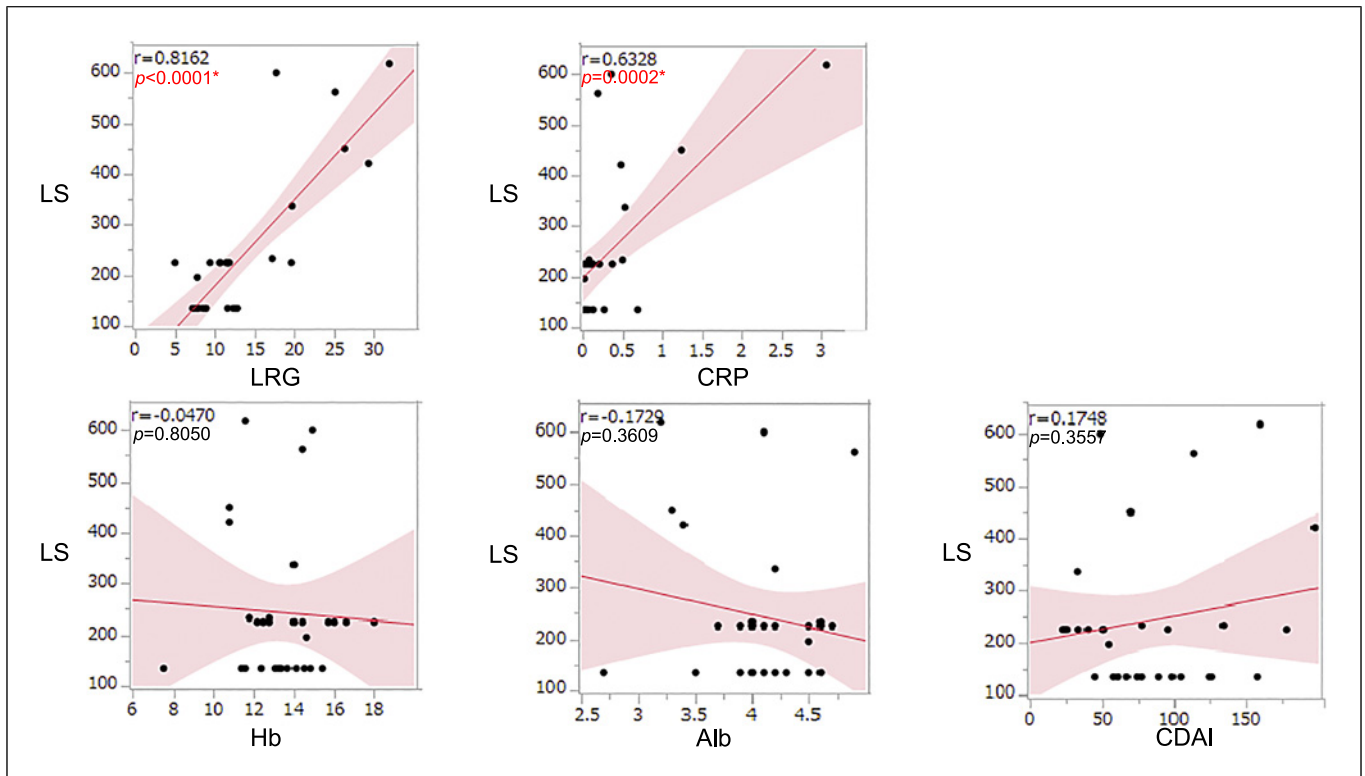 r=0.8162
p<0.0001*
600
500
400
300
200
100
LS
0 5 10 15 20 25 30
LRG
r=0.6328
p=0.0002*
600
500
400
300
200
100
LS
0 0.5 1 1.5 2 2.5 3
CRP
r=-0.0470
p=0.8050
600
500
400
300
200
100
LS
6 8 10 12 14 16 18
Hb
r=-0.1729
p=0.3609
600
500
400
300
200
100
LS
2.5 3 3.5 4 4.5
Alb
r=0.1748
p=0.3557
600
500
400
300
200
100
LS
0 50 100 150
CDAI